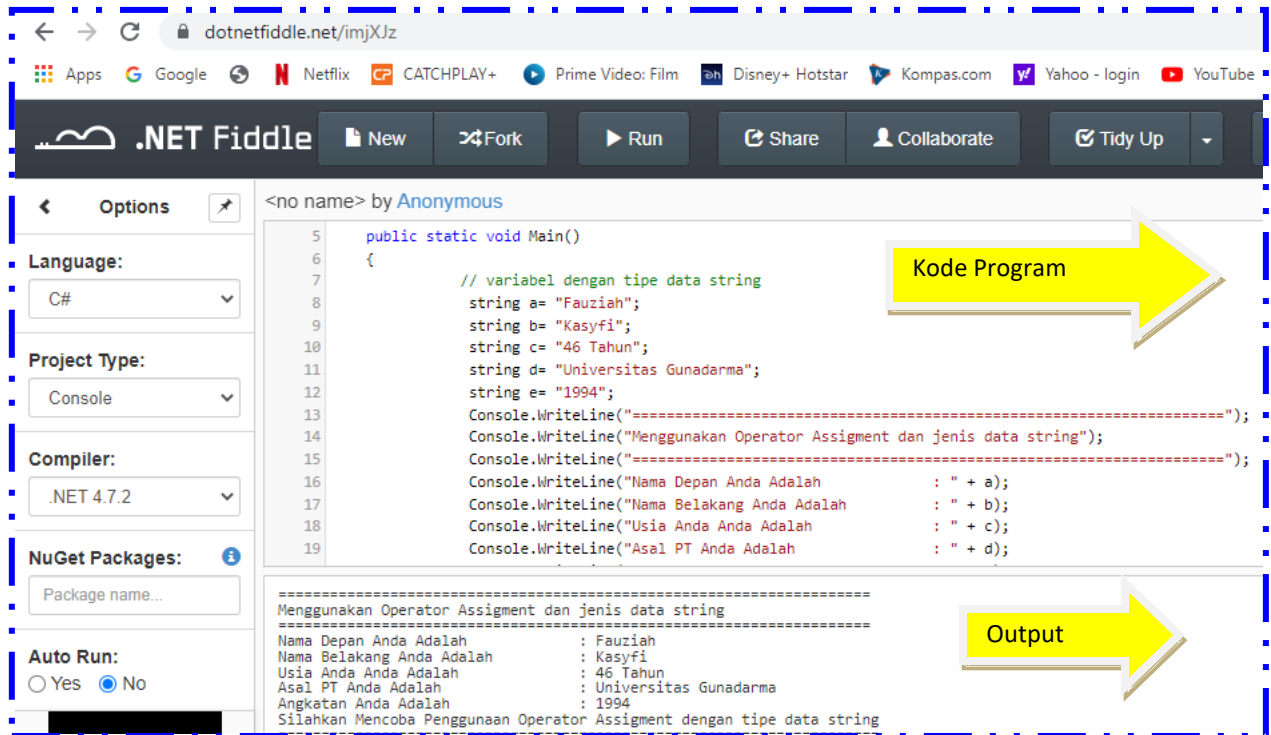 dotnetfiddle.net/imjXJz
Apps Google Netflix CATCHPLAY+ Prime Video: Film Disney+ Hotstar Kompas.com Yahoo - login YouTube
.NET Fiddle New Fork Run Share Collaborate Tidy Up
Options
<no name> by Anonymous
Language:
C#
Project Type:
Console
Compiler:
.NET 4.7.2
NuGet Packages:
Package name...
Auto Run:
Yes No
5 public static void Main()
6 {
7 // variabel dengan tipe data string
8 string a= "Fauziah";
9 string b= "Kasyfi";
10 string c= "46 Tahun";
11 string d= "Universitas Gunadarma";
12 string e= "1994";
13 Console.WriteLine("======================================================================");
14 Console.WriteLine("Menggunakan Operator Assigment dan jenis data string");
15 Console.WriteLine("======================================================================");
16 Console.WriteLine("Nama Depan Anda Adalah : " + a);
17 Console.WriteLine("Nama Belakang Anda Adalah : " + b);
18 Console.WriteLine("Usia Anda Anda Adalah : " + c);
19 Console.WriteLine("Asal PT Anda Adalah : " + d);
Kode Program
======================================================================
Menggunakan Operator Assigment dan jenis data string
======================================================================
Nama Depan Anda Adalah : Fauziah
Nama Belakang Anda Adalah : Kasyfi
Usia Anda Anda Adalah : 46 Tahun
Asal PT Anda Adalah : Universitas Gunadarma
Angkatan Anda Adalah : 1994
Silahkan Mencoba Penggunaan Operator Assigment dengan tipe data string
Output